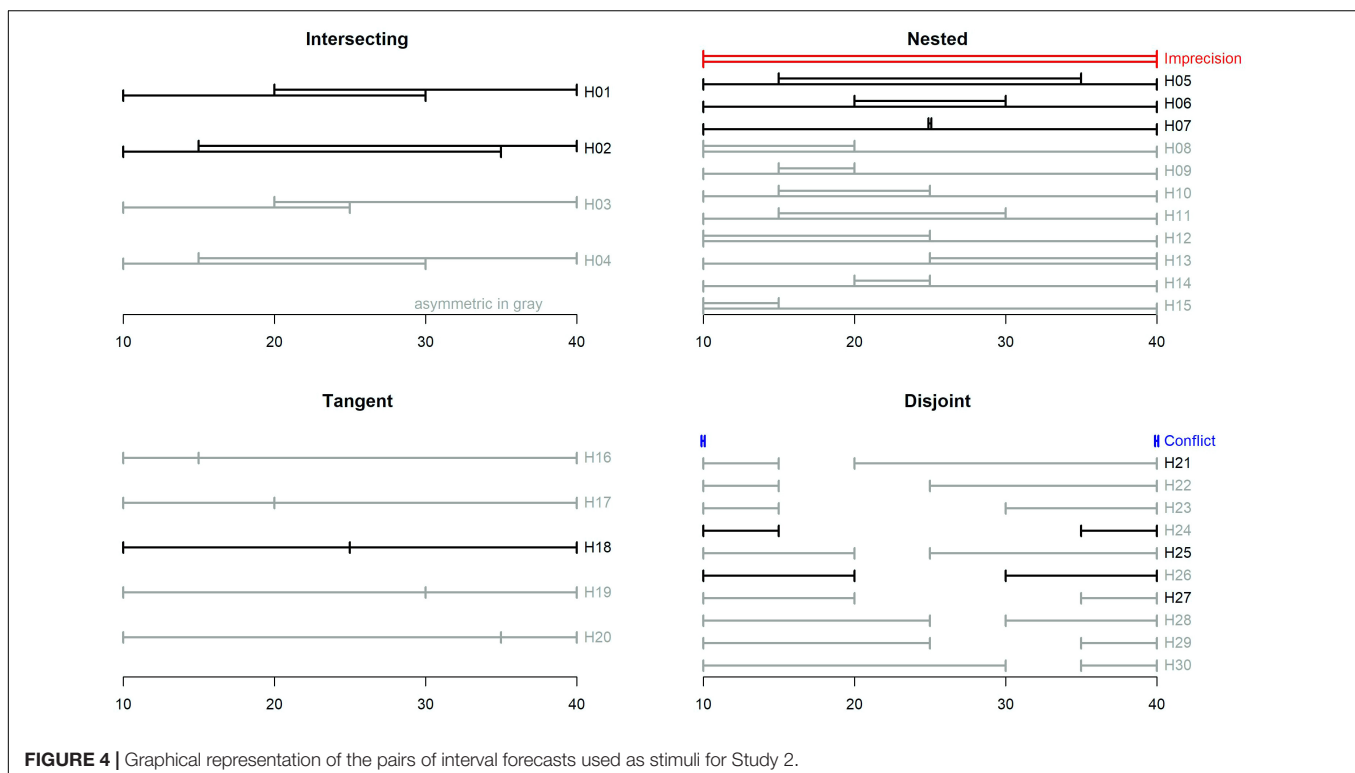 Intersecting
H01
H02
H03
H04
asymmetric in gray
10 20 30 40
Nested
Imprecision
H05
H06
H07
H08
H09
H10
H11
H12
H13
H14
H15
10 20 30 40
Tangent
H16
H17
H18
H19
H20
10 20 30 40
Disjoint
Conflict
H21
H22
H23
H24
H25
H26
H27
H28
H29
H30
10 20 30 40
FIGURE 4 | Graphical representation of the pairs of interval forecasts used as stimuli for Study 2.